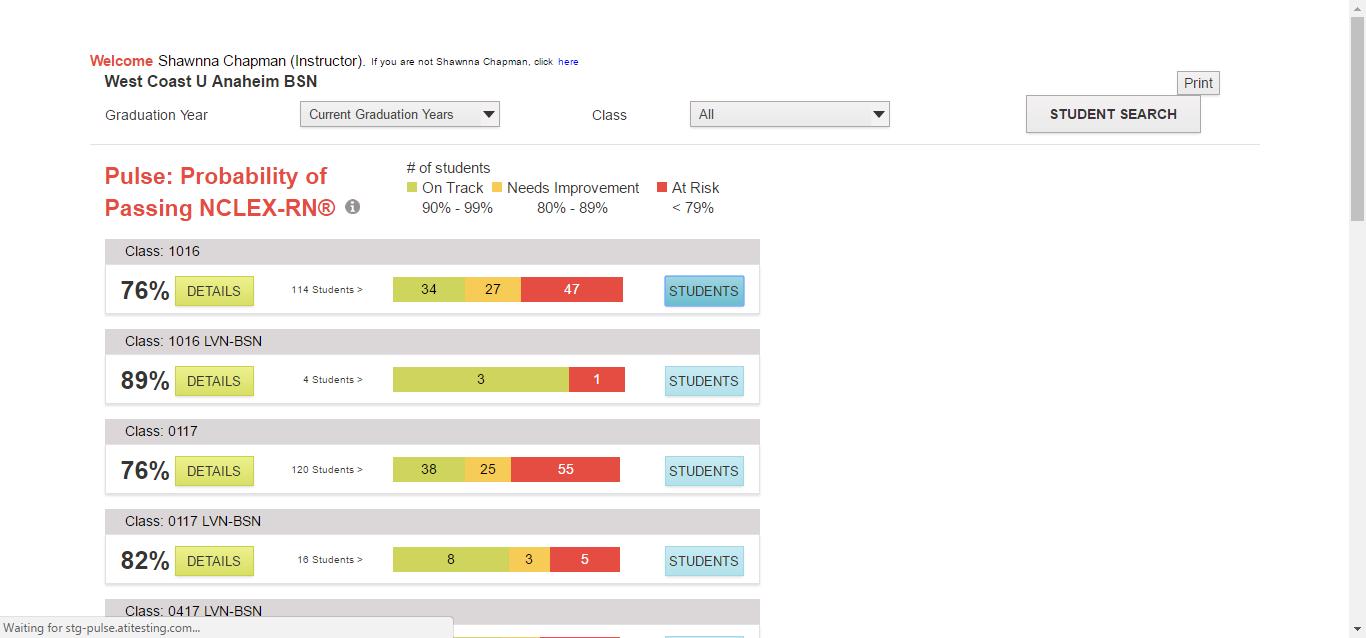 Welcome Shawnna Chapman (Instructor). If you are not Shawnna Chapman, click here
West Coast U Anaheim BSN
Print
Graduation Year Current Graduation Years Class All STUDENT SEARCH
Pulse: Probability of
Passing NCLEX-RN®
# of students
On Track Needs Improvement At Risk
90% - 99% 80% - 89% < 79%
Class: 1016
76% DETAILS 114 Students > 34 27 47 STUDENTS
Class: 1016 LVN-BSN
89% DETAILS 4 Students > 3 1 STUDENTS
Class: 0117
76% DETAILS 120 Students > 38 25 55 STUDENTS
Class: 0117 LVN-BSN
82% DETAILS 16 Students > 8 3 5 STUDENTS
Class: 0417 LVN-BSN
Waiting for stg-pulse.atitesting.com...